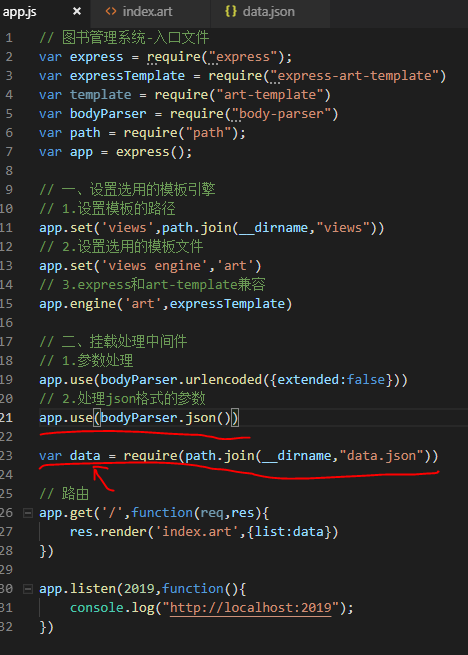 app.js × index.art {} data.json
1 // 图书管理系统-入口文件
2 var express = require("express");
3 var expressTemplate = require("express-art-template")
4 var template = require("art-template")
5 var bodyParser = require("body-parser")
6 var path = require("path");
7 var app = express();
8
9 // 一、设置选用的模板引擎
10 // 1.设置模板的路径
11 app.set('views',path.join(__dirname,"views"))
12 // 2.设置选用的模板文件
13 app.set('views engine','art')
14 // 3.express和art-template兼容
15 app.engine('art',expressTemplate)
16
17 // 二、挂载处理中间件
18 // 1.参数处理
19 app.use(bodyParser.urlencoded({extended:false}))
20 // 2.处理json格式的参数
21 app.use(bodyParser.json())
22
23 var data = require(path.join(__dirname,"data.json"))
24
25 // 路由
26 app.get('/',function(req,res){
27 res.render('index.art',{list:data})
28 })
29
30 app.listen(2019,function(){
31 console.log("http://localhost:2019");
32 })